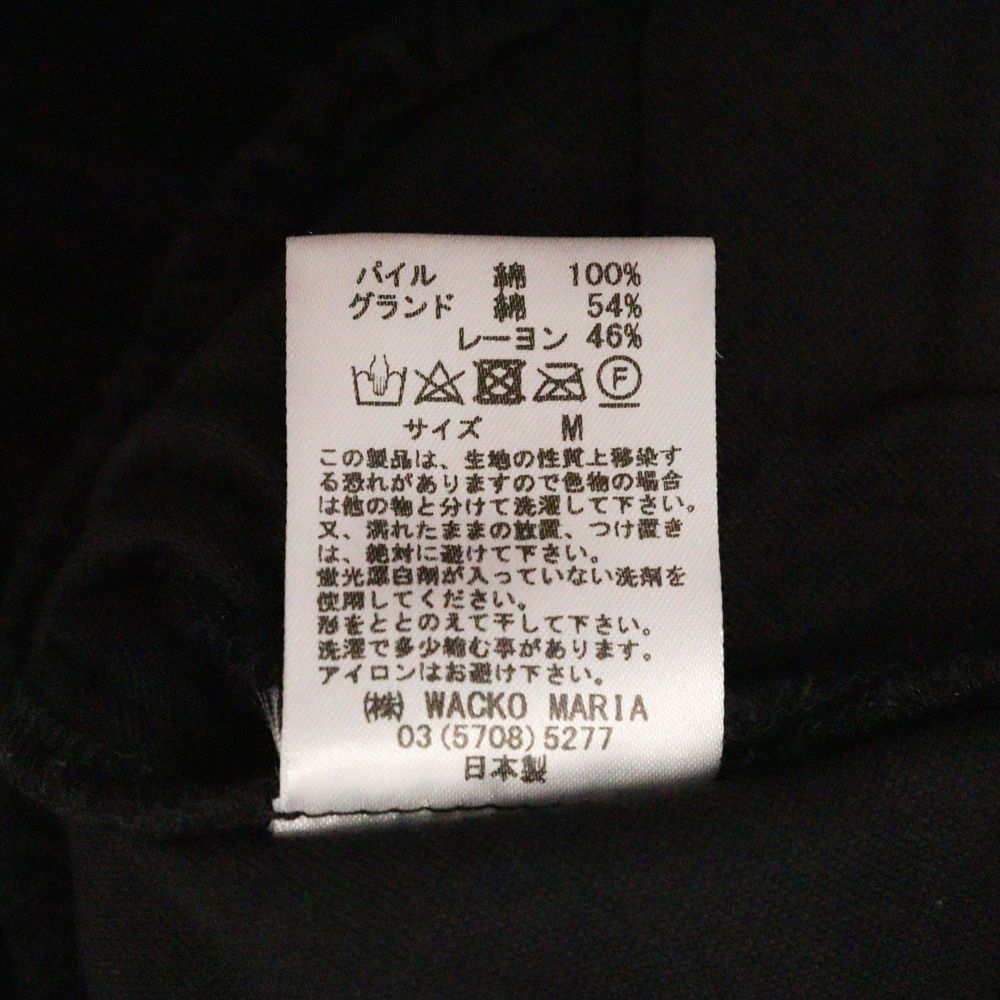 パイル 綿 100%
グランド 綿 54%
レーヨン 46%
F
サイズ M
この製品は、生地の性質上移染す
る恐れがありますので色物の場合
は他の物と分けて洗濯して下さい。
又、濡れたままの放置、つけ置き
は、絶対に避けて下さい。
蛍光漂白剤が入っていない洗剤を
使用してください。
形をととのえて干して下さい。
洗濯で多少縮む事があります。
アイロンはお避け下さい。
㈱ WACKO MARIA
03(5708)5277
日本製